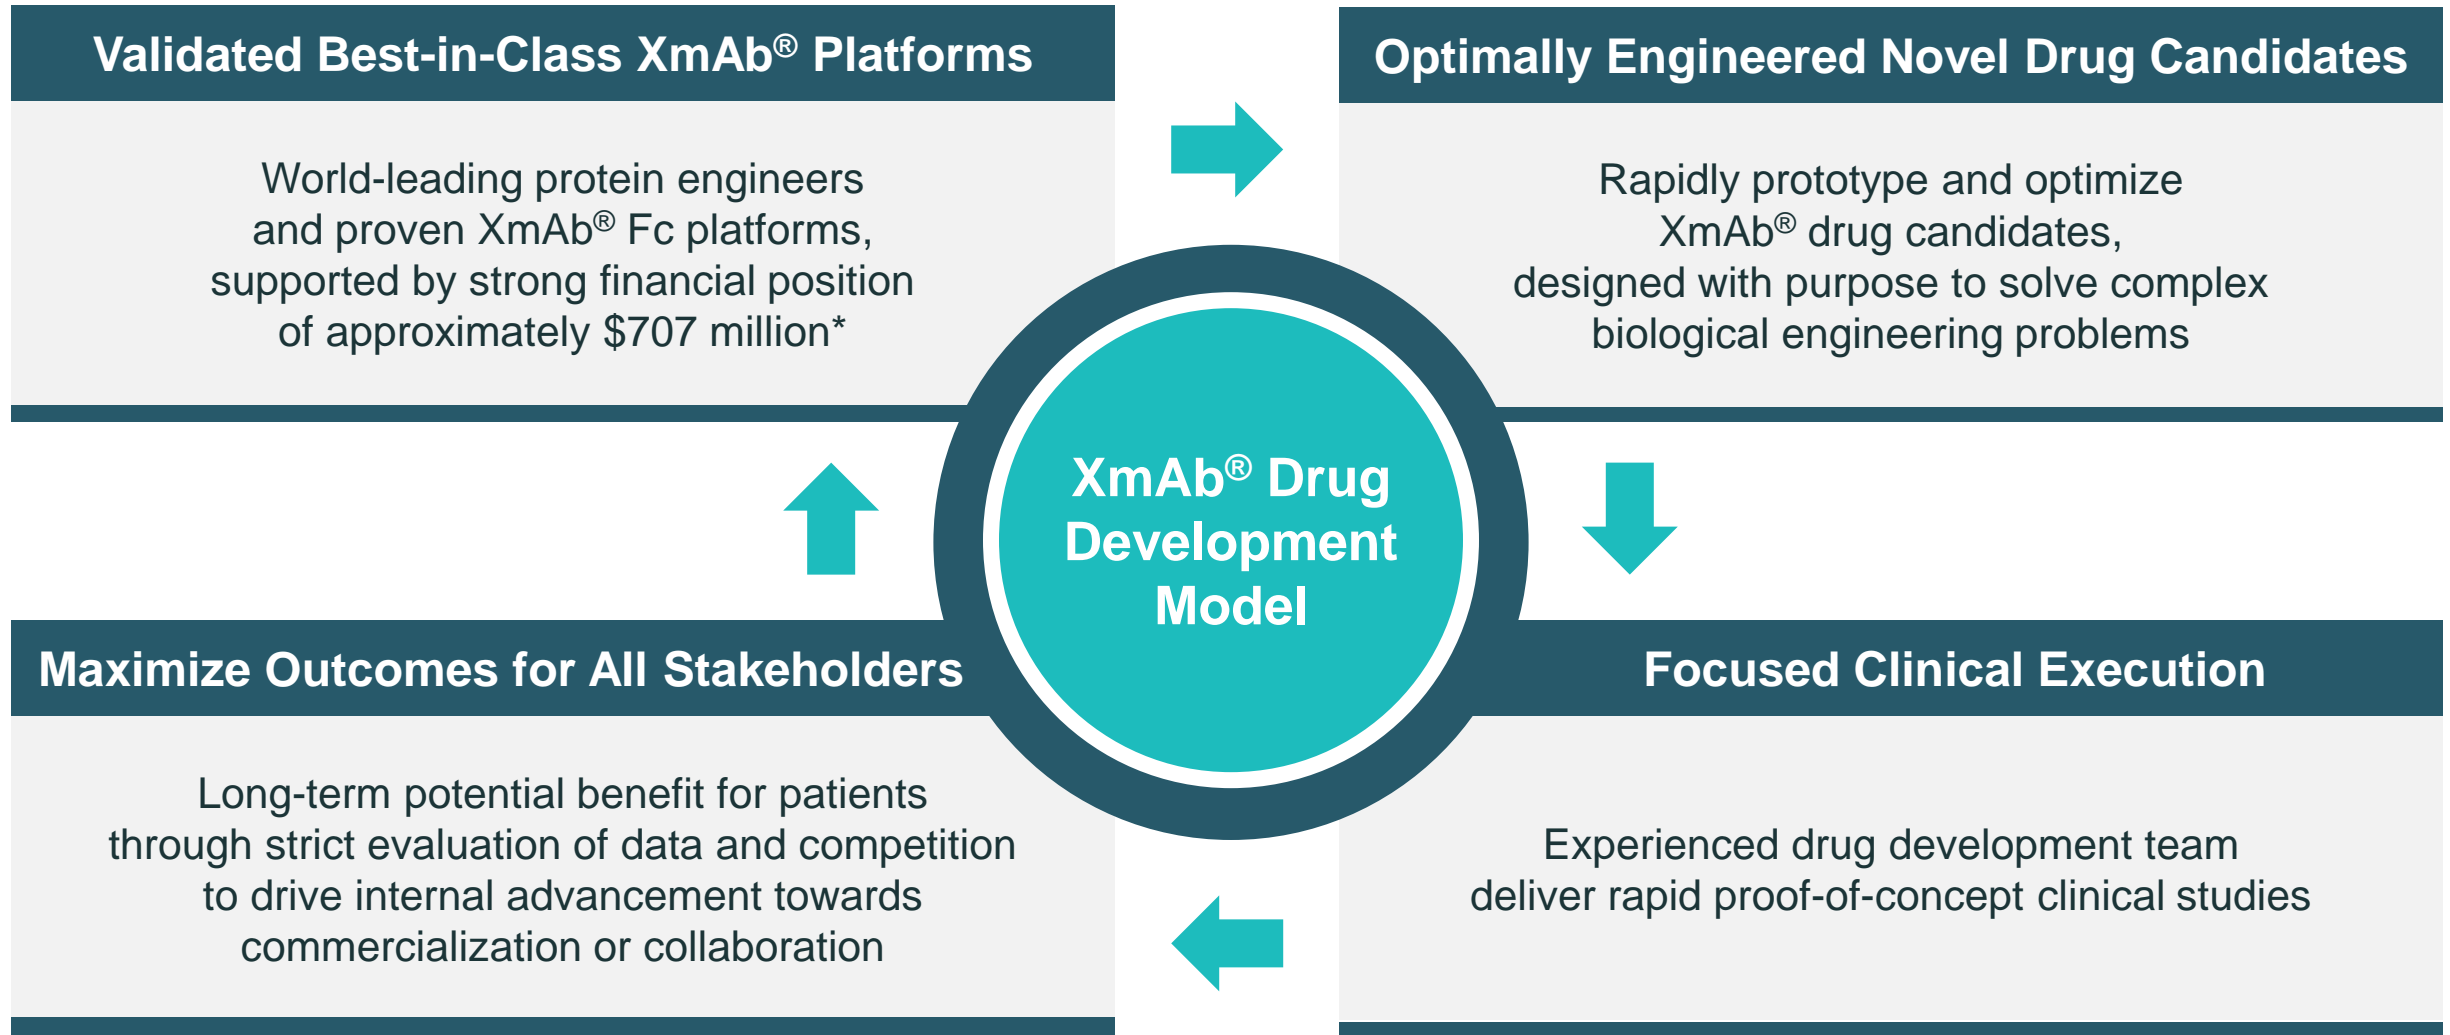 Validated Best-in-Class XmAb® Platforms
World-leading protein engineers
and proven XmAb® Fc platforms,
supported by strong financial position
of approximately $707 million*
Optimally Engineered Novel Drug Candidates
Rapidly prototype and optimize
XmAb® drug candidates,
designed with purpose to solve complex
biological engineering problems
XmAb® Drug
Development
Model
Maximize Outcomes for All Stakeholders
Long-term potential benefit for patients
through strict evaluation of data and competition
to drive internal advancement towards
commercialization or collaboration
Focused Clinical Execution
Experienced drug development team
deliver rapid proof-of-concept clinical studies